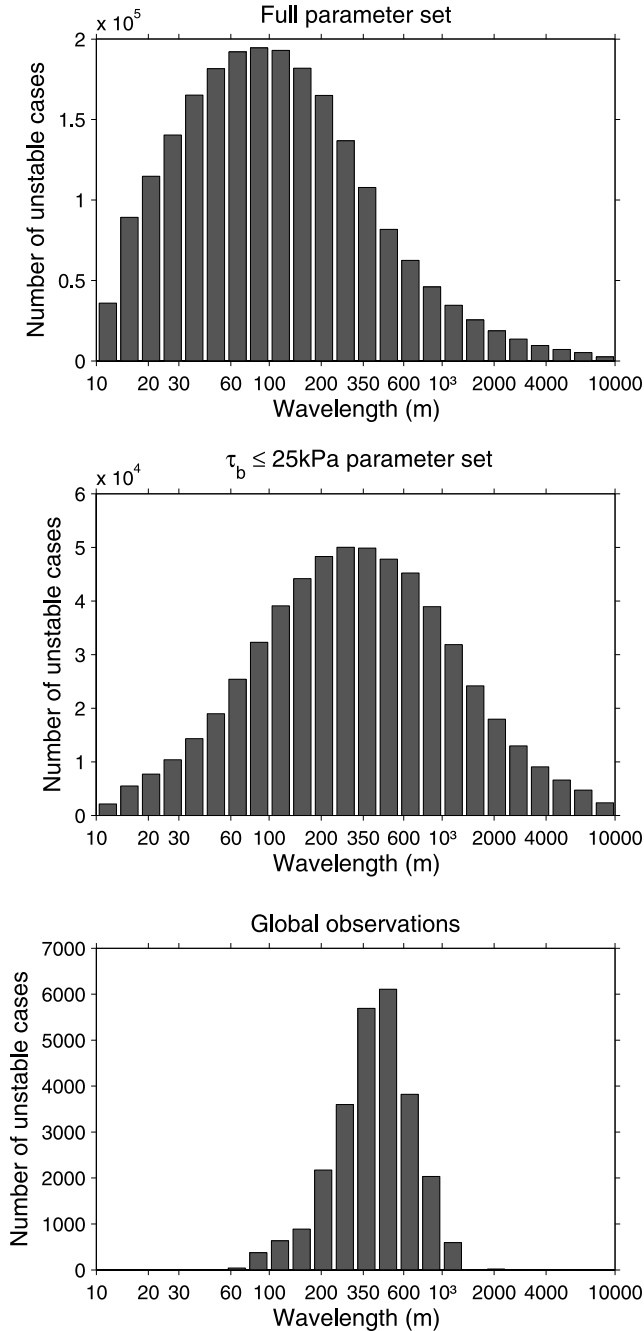 Full parameter set
x 10⁵
2
1.5
1
0.5
0
Number of unstable cases
10 20 30 60 100 200 350 600 10³ 2000 4000 10000
Wavelength (m)
τb ≤ 25kPa parameter set
x 10⁴
6
5
4
3
2
1
0
Number of unstable cases
10 20 30 60 100 200 350 600 10³ 2000 4000 10000
Wavelength (m)
Global observations
7000
6000
5000
4000
3000
2000
1000
0
Number of unstable cases
10 20 30 60 100 200 350 600 10³ 2000 4000 10000
Wavelength (m)